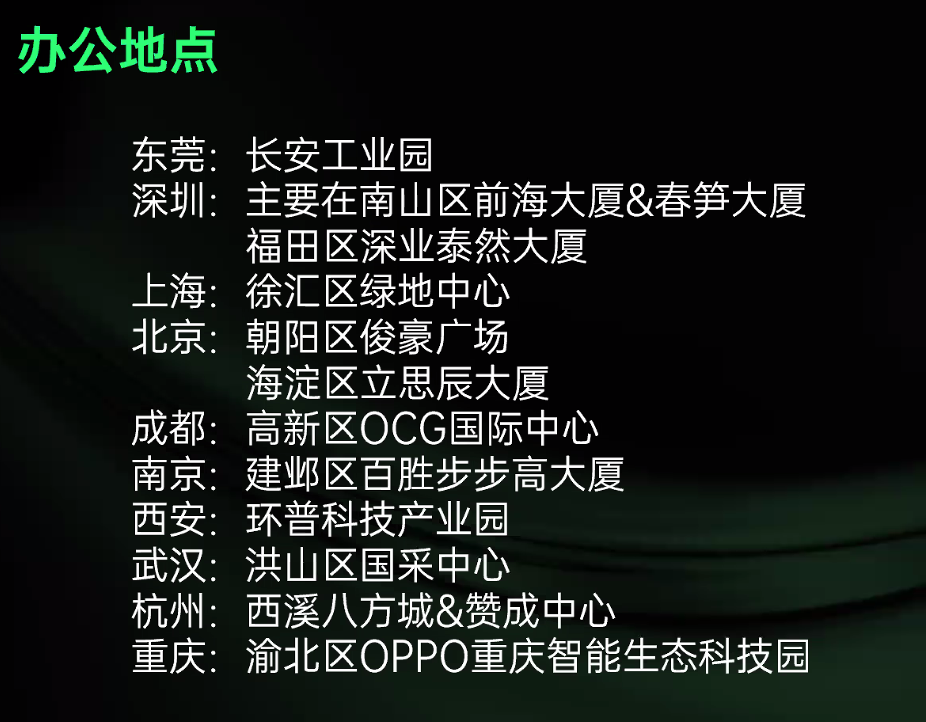 办公地点
东莞：长安工业园
深圳：主要在南山区前海大厦&春笋大厦
福田区深业泰然大厦
上海：徐汇区绿地中心
北京：朝阳区俊豪广场
海淀区立思辰大厦
成都：高新区OCG国际中心
南京：建邺区百胜步步高大厦
西安：环普科技产业园
武汉：洪山区国采中心
杭州：西溪八方城&赞成中心
重庆：渝北区OPPO重庆智能生态科技园